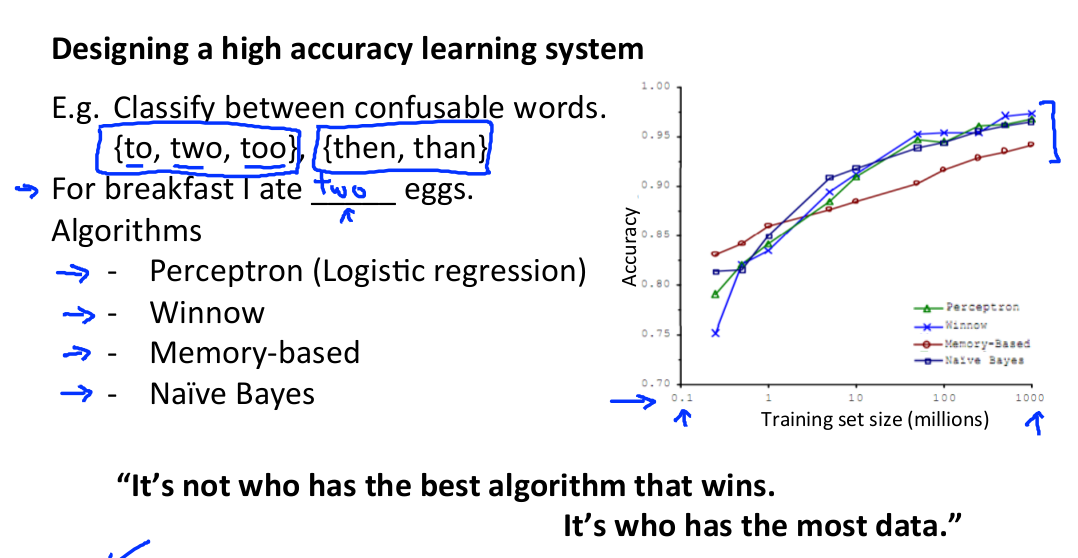 Designing a high accuracy learning system
E.g. Classify between confusable words.
{to, two, too}, {then, than}
For breakfast I ate two eggs.
Algorithms
- Perceptron (Logistic regression)
- Winnow
- Memory-based
- Naïve Bayes
1.00
0.95
0.90
0.85
0.80
0.75
0.70
Accuracy
0.1 1 10 100 1000
Training set size (millions)
Perceptron
Winnow
Memory-Based
Naïve Bayes
“It’s not who has the best algorithm that wins.
It’s who has the most data.”